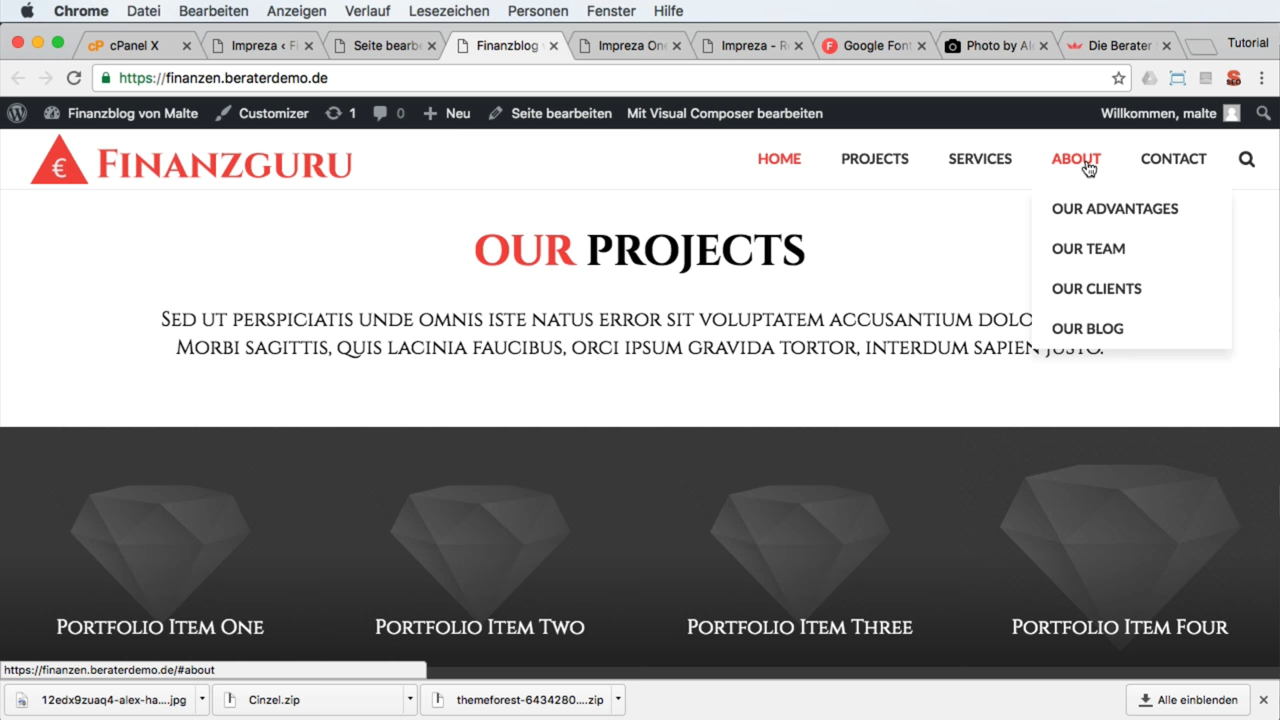 Chrome Datei Bearbeiten Anzeigen Verlauf Lesezeichen Personen Fenster Hilfe
cPanel X Impreza ‹ Fi Seite bearb Finanzblog Impreza On Impreza - R Google Font Photo by Al Die Berater Tutorial
https://finanzen.beraterdemo.de
Finanzblog von Malte Customizer 1 0 Neu Seite bearbeiten Mit Visual Composer bearbeiten Willkommen, malte
€ FINANZGURU HOME PROJECTS SERVICES ABOUT CONTACT
OUR ADVANTAGES
OUR TEAM
OUR CLIENTS
OUR BLOG
OUR PROJECTS
SED UT PERSPICIATIS UNDE OMNIS ISTE NATUS ERROR SIT VOLUPTATEM ACCUSANTIUM DOLO
MORBI SAGITTIS, QUIS LACINIA FAUCIBUS, ORCI IPSUM GRAVIDA TORTOR, INTERDUM SAPIEN JUSTO.
PORTFOLIO ITEM ONE PORTFOLIO ITEM TWO PORTFOLIO ITEM THREE PORTFOLIO ITEM FOUR
https://finanzen.beraterdemo.de/#about
12edx9zuaq4-alex-ha....jpg Cinzel.zip themeforest-6434280....zip Alle einblenden